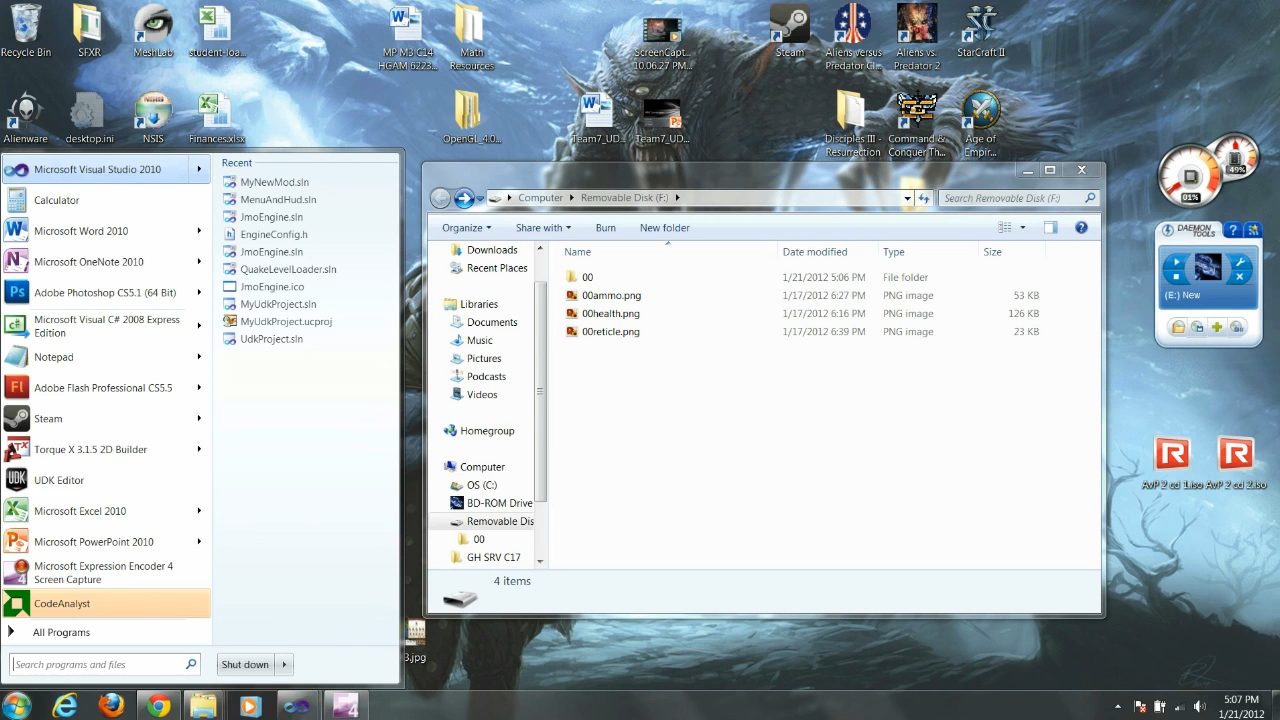 Recycle Bin
SFXR
MeshLab
student-loa...
MP M3 C14
HGAM 6223...
Math
Resources
ScreenCapt...
10.06.27 PM...
Steam
Aliens versus
Predator Cl...
Aliens vs.
Predator 2
StarCraft II
Alienware
desktop.ini
NSIS
Finances.xlsx
OpenGL_4.0...
Team7_UD...
Team7_UD...
Disciples III -
Resurrection
Command &
Conquer Th...
Age of
Empir...
Microsoft Visual Studio 2010
Calculator
Microsoft Word 2010
Microsoft OneNote 2010
Adobe Photoshop CS5.1 (64 Bit)
Microsoft Visual C# 2008 Express
Edition
Notepad
Adobe Flash Professional CS5.5
Steam
Torque X 3.1.5 2D Builder
UDK Editor
Microsoft Excel 2010
Microsoft PowerPoint 2010
Microsoft Expression Encoder 4
Screen Capture
CodeAnalyst
All Programs
Search programs and files
Shut down
Recent
MyNewMod.sln
MenuAndHud.sln
JmoEngine.sln
EngineConfig.h
JmoEngine.sln
QuakeLevelLoader.sln
JmoEngine.ico
MyUdkProject.sln
MyUdkProject.ucproj
UdkProject.sln
Computer Removable Disk (F:)
Search Removable Disk (F:)
Organize Share with Burn New folder
Downloads
Recent Places
Libraries
Documents
Music
Pictures
Podcasts
Videos
Homegroup
Computer
OS (C:)
BD-ROM Drive
Removable Dis
00
GH SRV C17
Name Date modified Type Size
00 1/21/2012 5:06 PM File folder
00ammo.png 1/17/2012 6:27 PM PNG image 53 KB
00health.png 1/17/2012 6:16 PM PNG image 126 KB
00reticle.png 1/17/2012 6:39 PM PNG image 23 KB
4 items
49%
01%
DAEMON
TOOLS
(E:) New
AvP 2 cd 1.iso
AvP 2 cd 2.iso
3.jpg
5:07 PM
1/21/2012